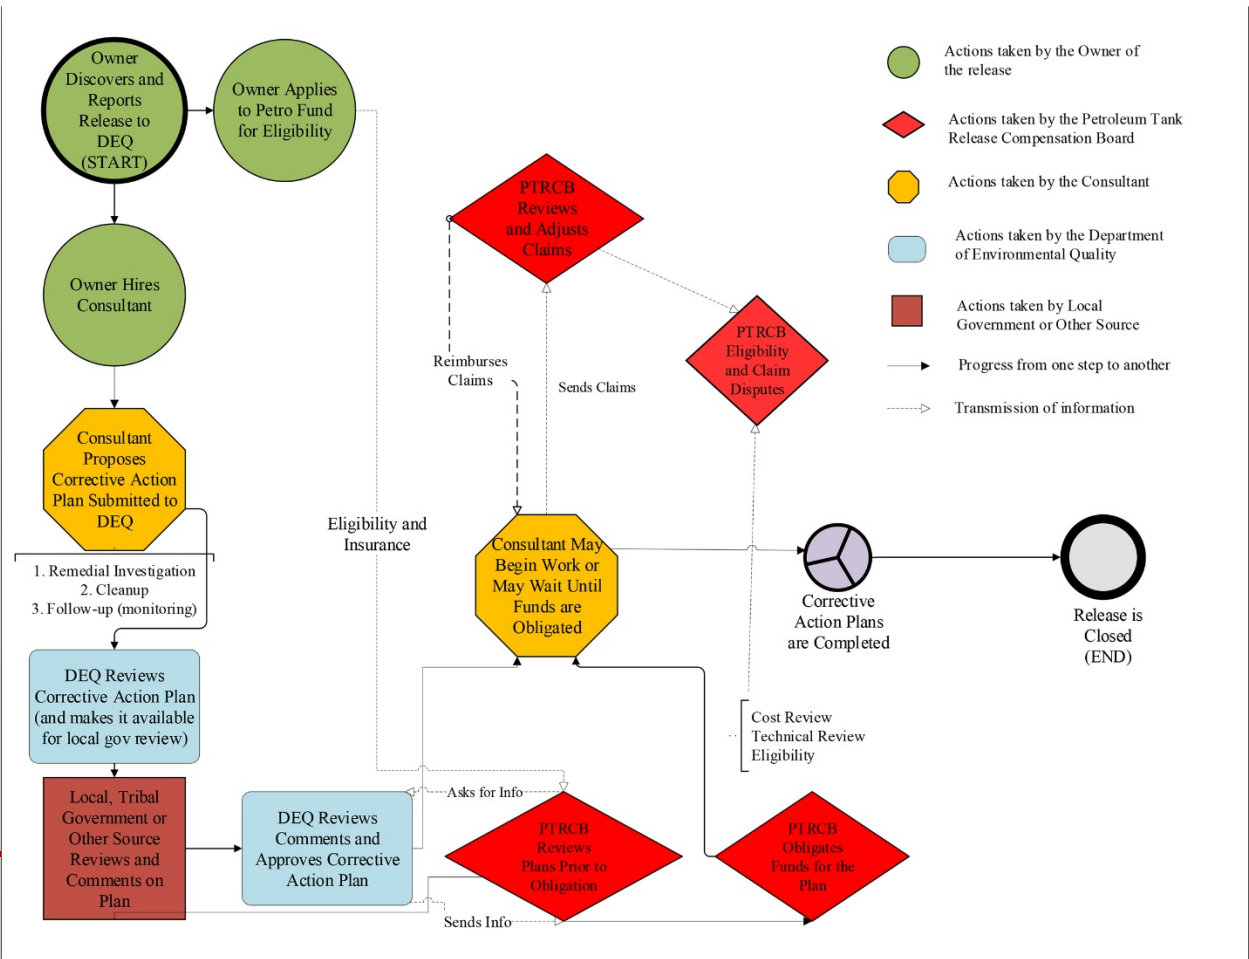 Owner
Discovers and
Reports
Release to
DEQ
(START)
Owner Applies
to Petro Fund
for Eligibility
Owner Hires
Consultant
Consultant
Proposes
Corrective Action
Plan Submitted to
DEQ
1. Remedial Investigation
2. Cleanup
3. Follow-up (monitoring)
DEQ Reviews
Corrective Action Plan
(and makes it available
for local gov review)
Local, Tribal
Government or
Other Source
Reviews and
Comments on
Plan
DEQ Reviews
Comments and
Approves Corrective
Action Plan
Eligibility and
Insurance
Asks for Info
Sends Info
PTRCB
Reviews
Plans Prior to
Obligation
PTRCB
Obligates
Funds for the
Plan
Cost Review
Technical Review
Eligibility
Consultant May
Begin Work or
May Wait Until
Funds are
Obligated
Reimburses
Claims
Sends Claims
PTRCB
Reviews
and Adjusts
Claims
PTRCB
Eligibility
and Claim
Disputes
Corrective
Action Plans
are Completed
Release is
Closed
(END)
Actions taken by the Owner of
the release
Actions taken by the Petroleum Tank
Release Compensation Board
Actions taken by the Consultant
Actions taken by the Department
of Environmental Quality
Actions taken by Local
Government or Other Source
Progress from one step to another
Transmission of information